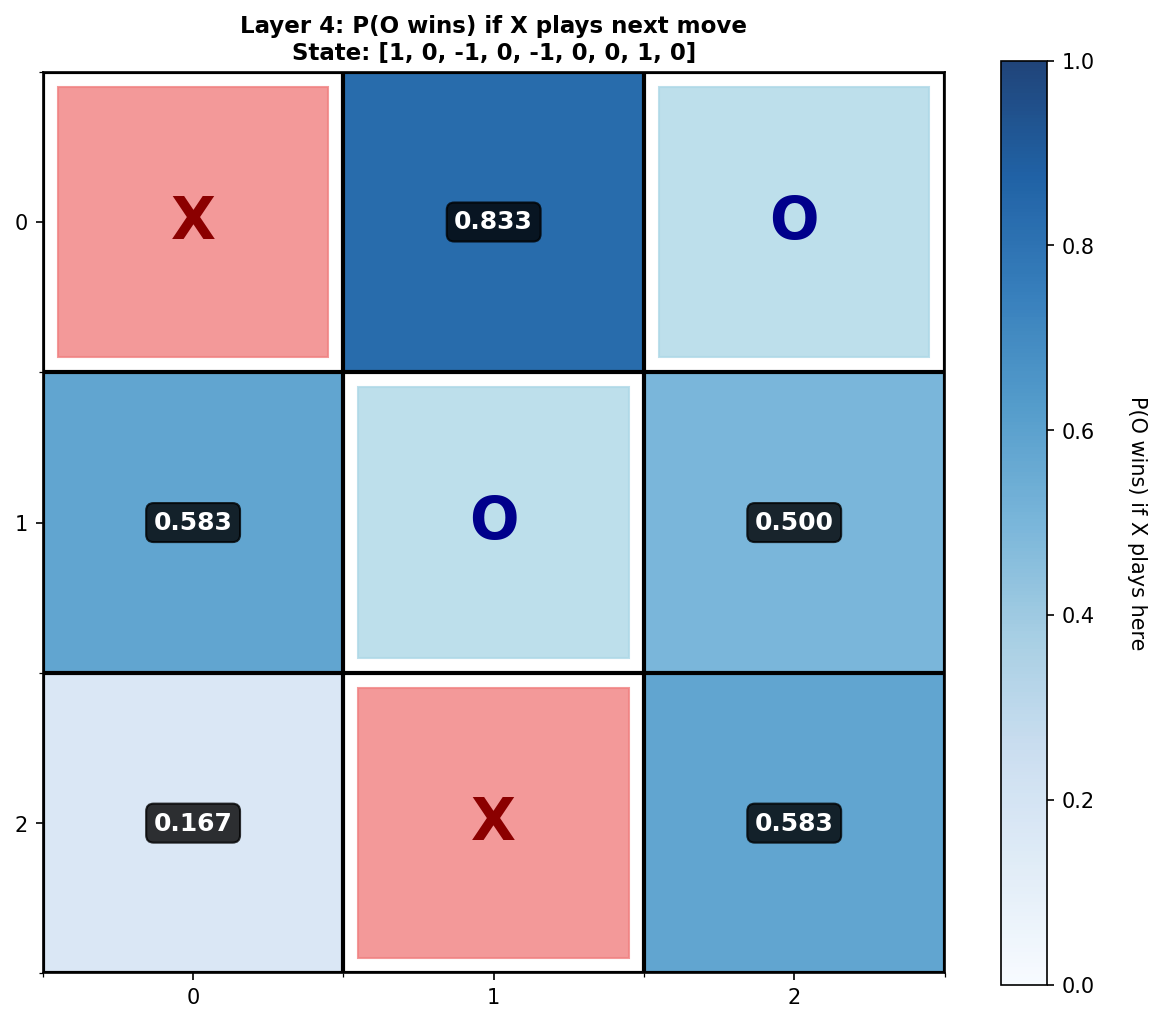 Layer 4: P(O wins) if X plays next move
State: [1, 0, -1, 0, -1, 0, 0, 1, 0]
X
0.833
O
0.583
O
0.500
0.167
X
0.583
0
1
2
0
1
2
1.0
0.8
0.6
0.4
0.2
0.0
P(O wins) if X plays here